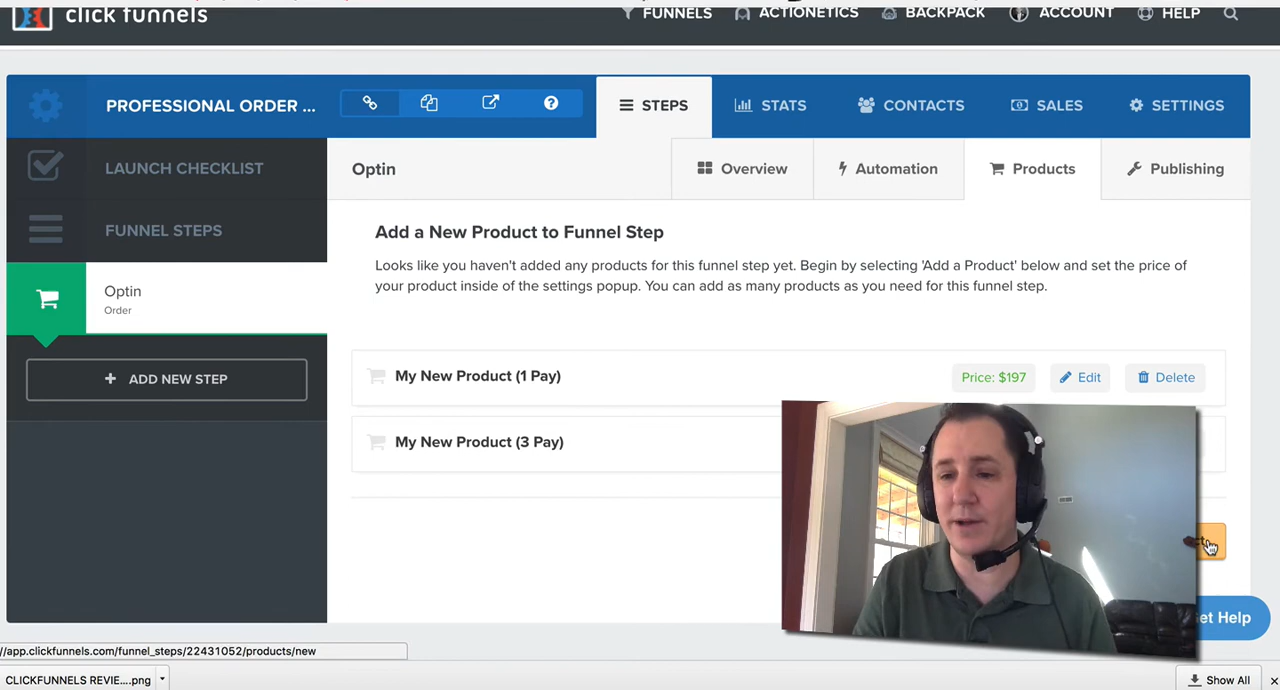 click funnels
FUNNELS
ACTIONETICS
BACKPACK
ACCOUNT
HELP
PROFESSIONAL ORDER ...
STEPS
STATS
CONTACTS
SALES
SETTINGS
LAUNCH CHECKLIST
FUNNEL STEPS
Optin
Order
+ ADD NEW STEP
Optin
Overview
Automation
Products
Publishing
Add a New Product to Funnel Step
Looks like you haven't added any products for this funnel step yet. Begin by selecting 'Add a Product' below and set the price of
your product inside of the settings popup. You can add as many products as you need for this funnel step.
My New Product (1 Pay)
Price: $197
Edit
Delete
My New Product (3 Pay)
Help
//app.clickfunnels.com/funnel_steps/22431052/products/new
CLICKFUNNELS REVIE....png
Show All